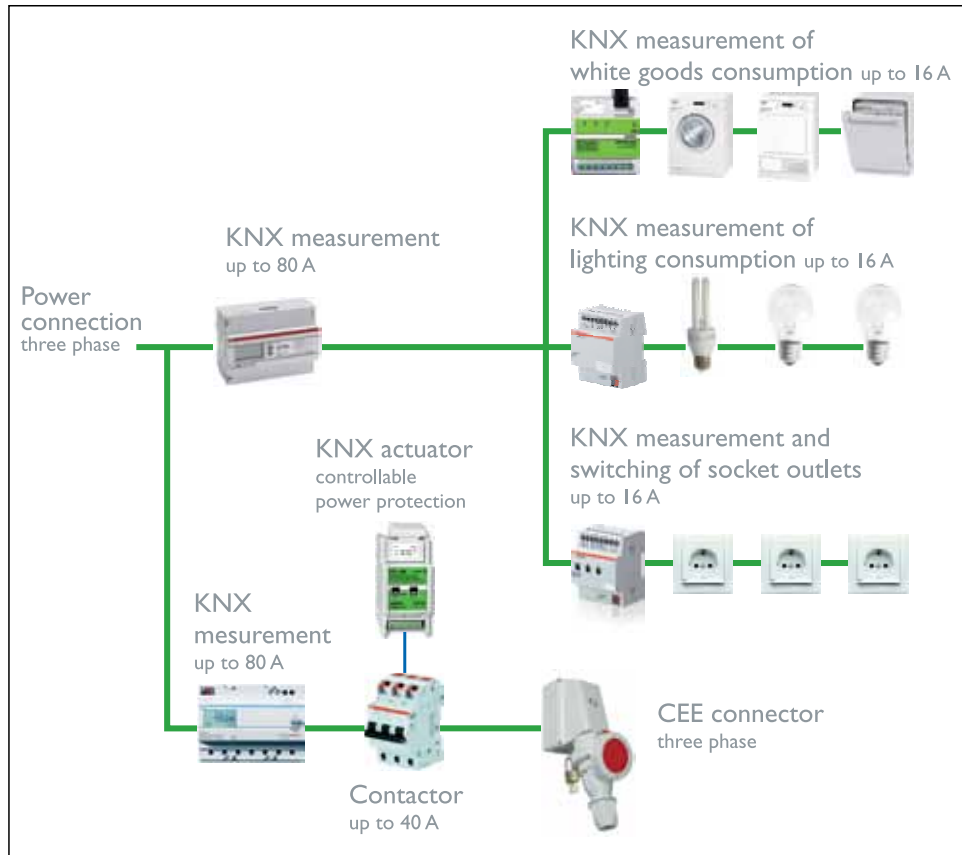 KNX measurement of
white goods consumption up to 16 A
KNX measurement of
lighting consumption up to 16 A
KNX measurement
up to 80 A
Power
connection
three phase
KNX measurement and
switching of socket outlets
up to 16 A
KNX actuator
controllable
power protection
KNX
mesurement
up to 80 A
CEE connector
three phase
Contactor
up to 40 A